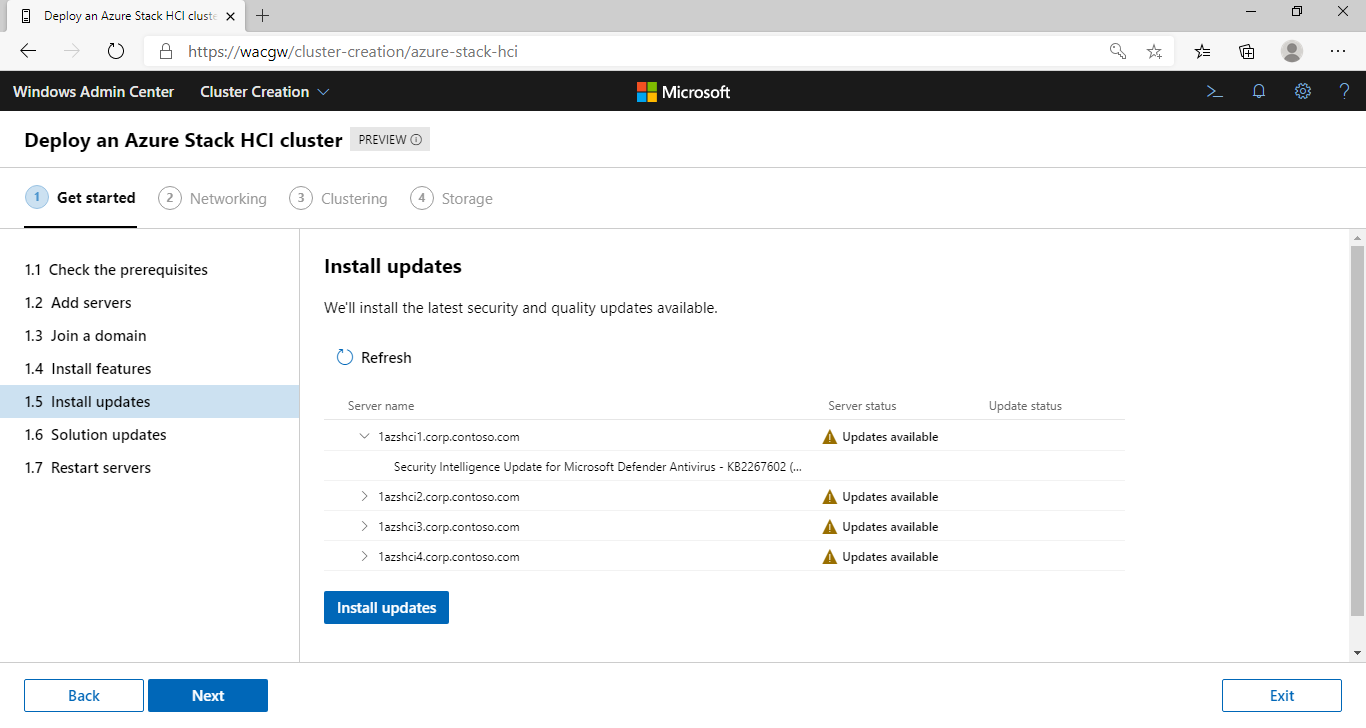 Deploy an Azure Stack HCI cluste
https://wacgw/cluster-creation/azure-stack-hci
Windows Admin Center Cluster Creation Microsoft
Deploy an Azure Stack HCI cluster PREVIEW
1 Get started 2 Networking 3 Clustering 4 Storage
1.1 Check the prerequisites
1.2 Add servers
1.3 Join a domain
1.4 Install features
1.5 Install updates
1.6 Solution updates
1.7 Restart servers
Install updates
We'll install the latest security and quality updates available.
Refresh
Server name Server status Update status
1azshci1.corp.contoso.com Updates available
Security Intelligence Update for Microsoft Defender Antivirus - KB2267602 (...
1azshci2.corp.contoso.com Updates available
1azshci3.corp.contoso.com Updates available
1azshci4.corp.contoso.com Updates available
Install updates
Back Next Exit